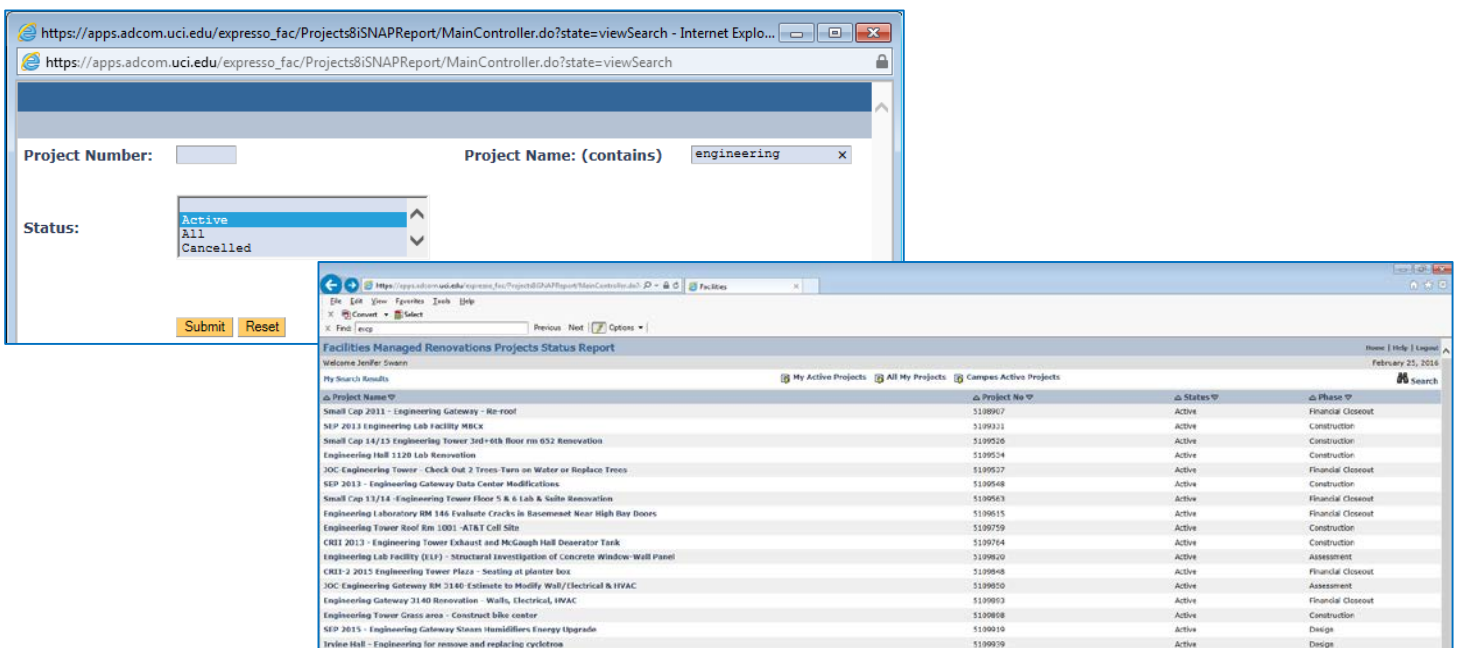 https://apps.adcom.uci.edu/expresso_fac/Projects8iSNAPReport/MainController.do?state=viewSearch - Internet Explo...
https://apps.adcom.uci.edu/expresso_fac/Projects8iSNAPReport/MainController.do?state=viewSearch
Project Number: Project Name: (contains) engineering x
Status:
Active
All
Cancelled
Submit Reset
https://apps.adcom.uci.edu/expresso_fac/Projects8iSNAPReport/MainController.do? Facilities x
File Edit View Favorites Tools Help
x Convert Select
x Find: Previous Next Options
Facilities Managed Renovations Projects Status Report Home | Help | Logout
Welcome Jenifer Swann February 25, 2016
My Search Results My Active Projects All My Projects Campus Active Projects Search
Project Name Project No Status Phase
Small Cap 2011 - Engineering Gateway - Re-roof 5108907 Active Financial Closeout
SEP 2013 Engineering Lab Facility MBCX 5109331 Active Construction
Small Cap 14/15 Engineering Tower 3rd+6th floor rm 652 Renovation 5109526 Active Construction
Engineering Hall 1120 Lab Renovation 5109534 Active Construction
JOC-Engineering Tower - Check Out 2 Trees-Turn on Water or Replace Trees 5109537 Active Financial Closeout
SEP 2013 - Engineering Gateway Data Center Modifications 5109548 Active Construction
Small Cap 13/14 -Engineering Tower Floor 5 & 6 Lab & Suite Renovation 5109563 Active Financial Closeout
Engineering Laboratory RM 146 Evaluate Cracks in Basemenet Near High Bay Doors 5109615 Active Financial Closeout
Engineering Tower Roof Rm 1001 -AT&T Cell Site 5109759 Active Construction
CRII 2013 - Engineering Tower Exhaust and McGaugh Hall Deaerator Tank 5109764 Active Construction
Engineering Lab Facility (ELF) - Structural Investigation of Concrete Window-Wall Panel 5109820 Active Assessment
CRII-2 2015 Engineering Tower Plaza - Seating at planter box 5109848 Active Financial Closeout
JOC-Engineering Gateway RM 3140-Estimate to Modify Wall/Electrical & HVAC 5109850 Active Assessment
Engineering Gateway 3140 Renovation - Walls, Electrical, HVAC 5109893 Active Financial Closeout
Engineering Tower Grass area - Construct bike center 5109898 Active Construction
SEP 2015 - Engineering Gateway Steam Humidifiers Energy Upgrade 5109919 Active Design
Irvine Hall - Engineering for remove and replacing cyclotron 5109939 Active Design